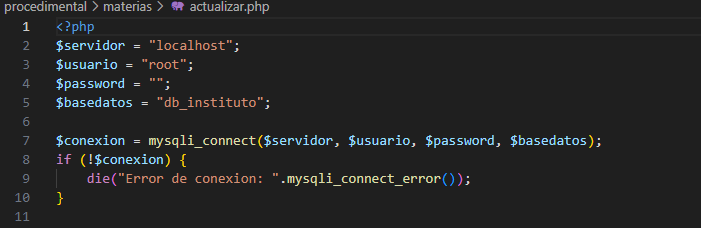 procedimental > materias > actualizar.php
1 <?php
2 $servidor = "localhost";
3 $usuario = "root";
4 $password = "";
5 $basedatos = "db_instituto";
6
7 $conexion = mysqli_connect($servidor, $usuario, $password, $basedatos);
8 if (!$conexion) {
9     die("Error de conexion: ".mysqli_connect_error());
10 }
11